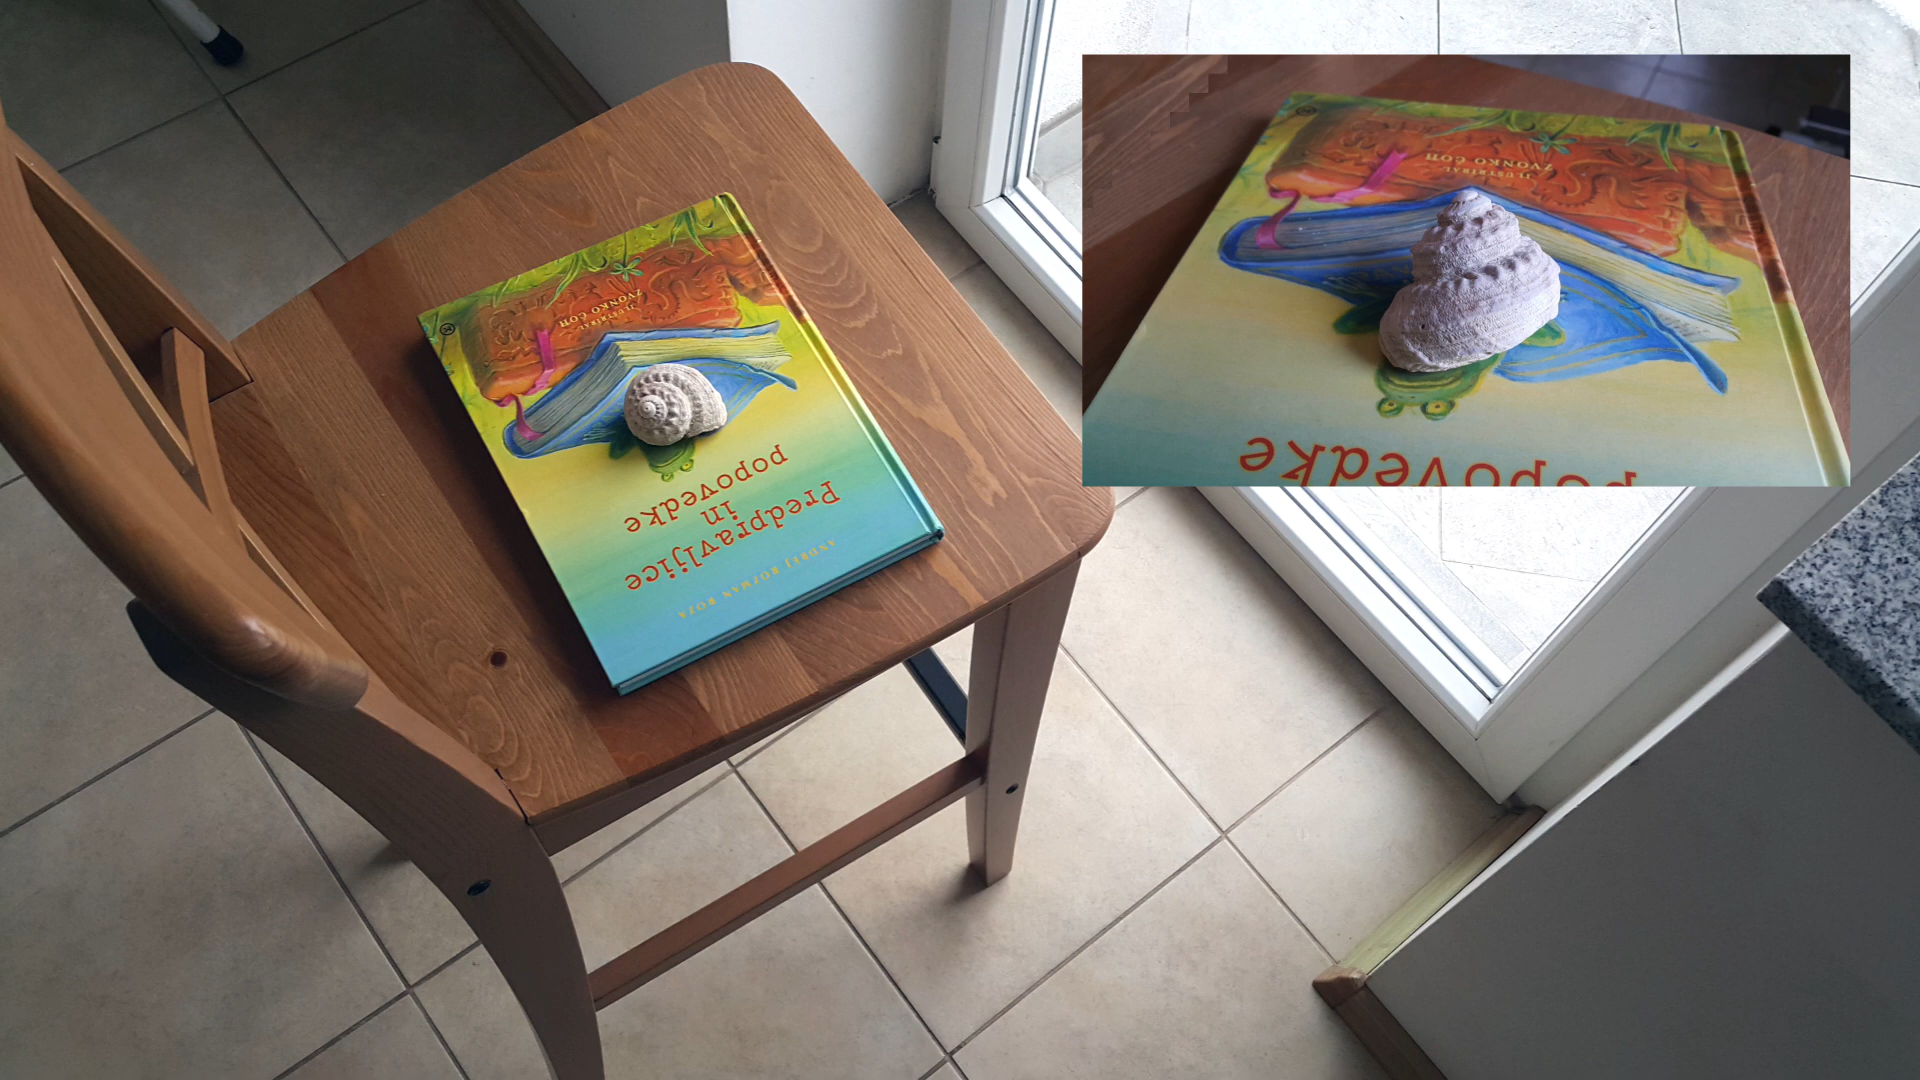 ANDREJ ROZMAN ROZA
Predpravljice
in
popovedke
ILUSTRIRAL
ZVONKO ČOH
popovedke
ILUSTRIRAL
ZVONKO ČOH